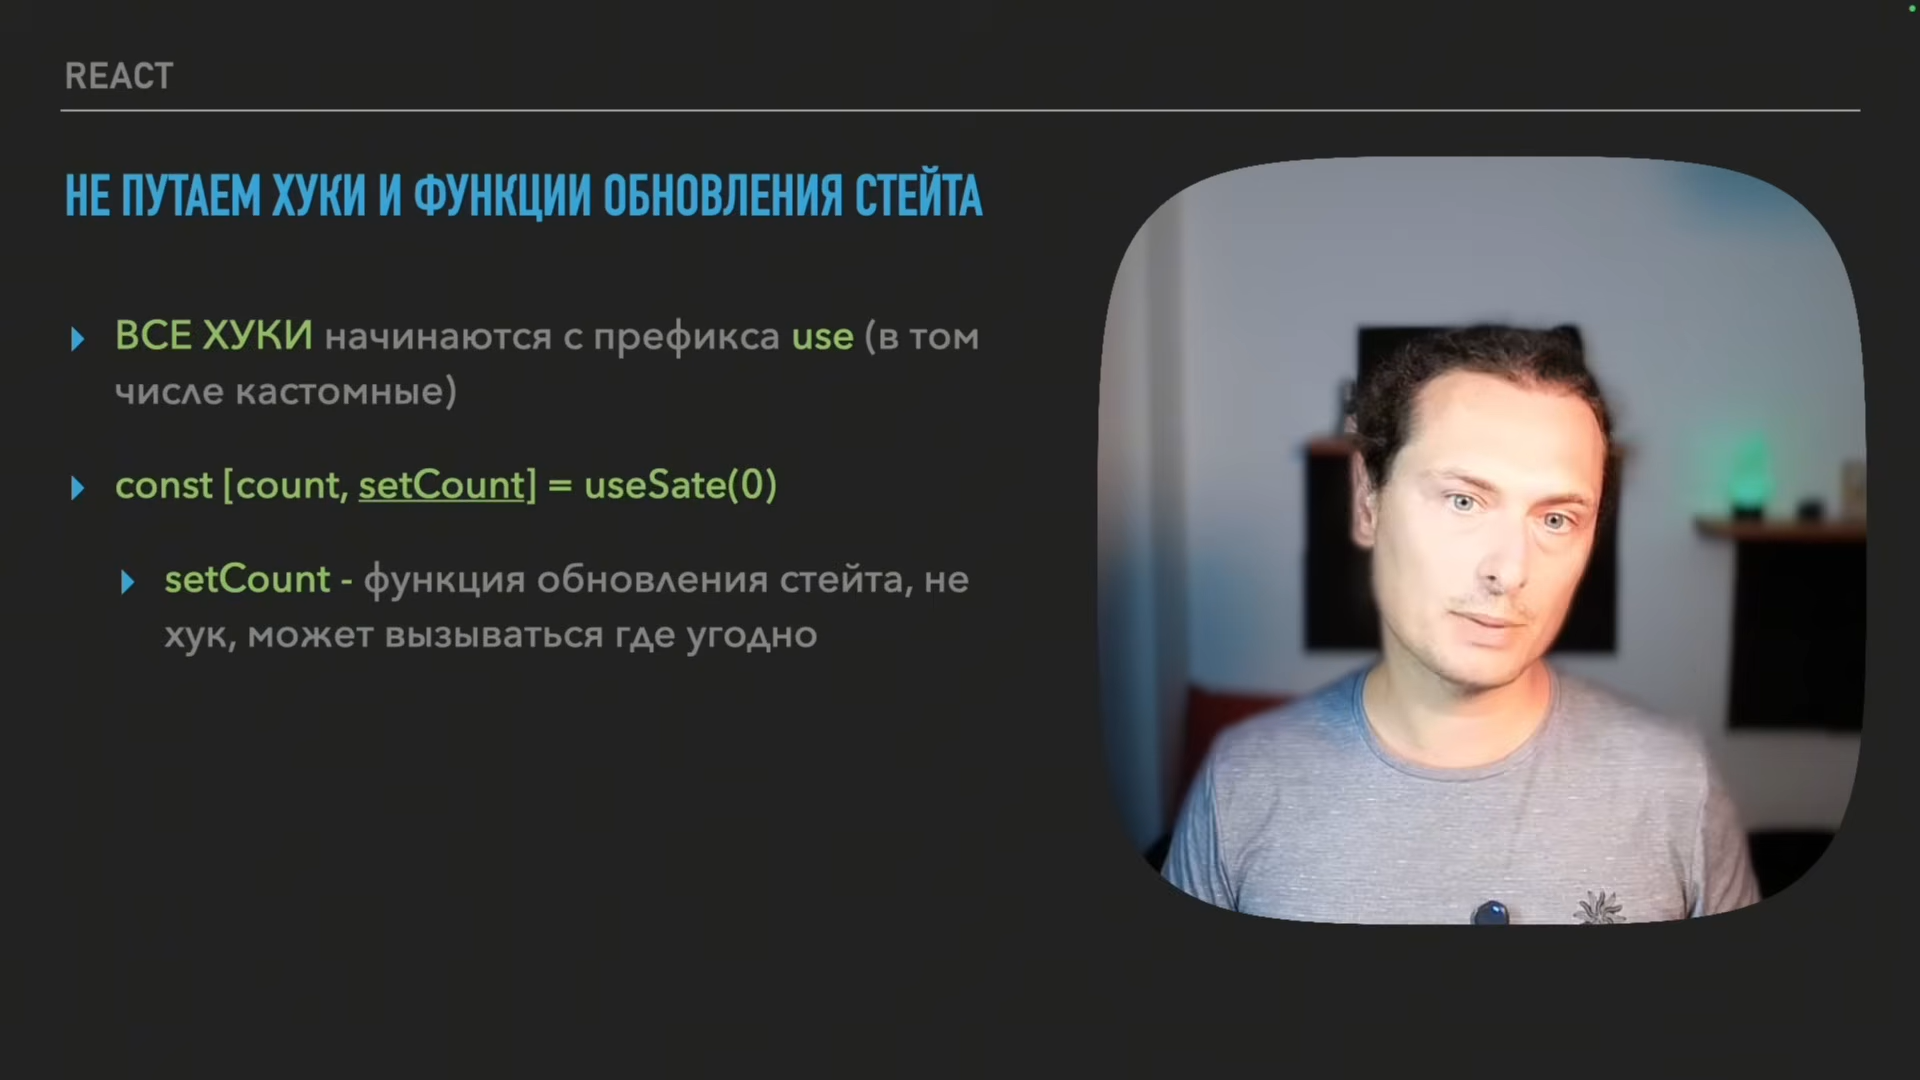 REACT
НЕ ПУТАЕМ ХУКИ И ФУНКЦИИ ОБНОВЛЕНИЯ СТЕЙТА
ВСЕ ХУКИ начинаются с префикса use (в том
числе кастомные)
const [count, setCount] = useSate(0)
setCount - функция обновления стейта, не
хук, может вызываться где угодно